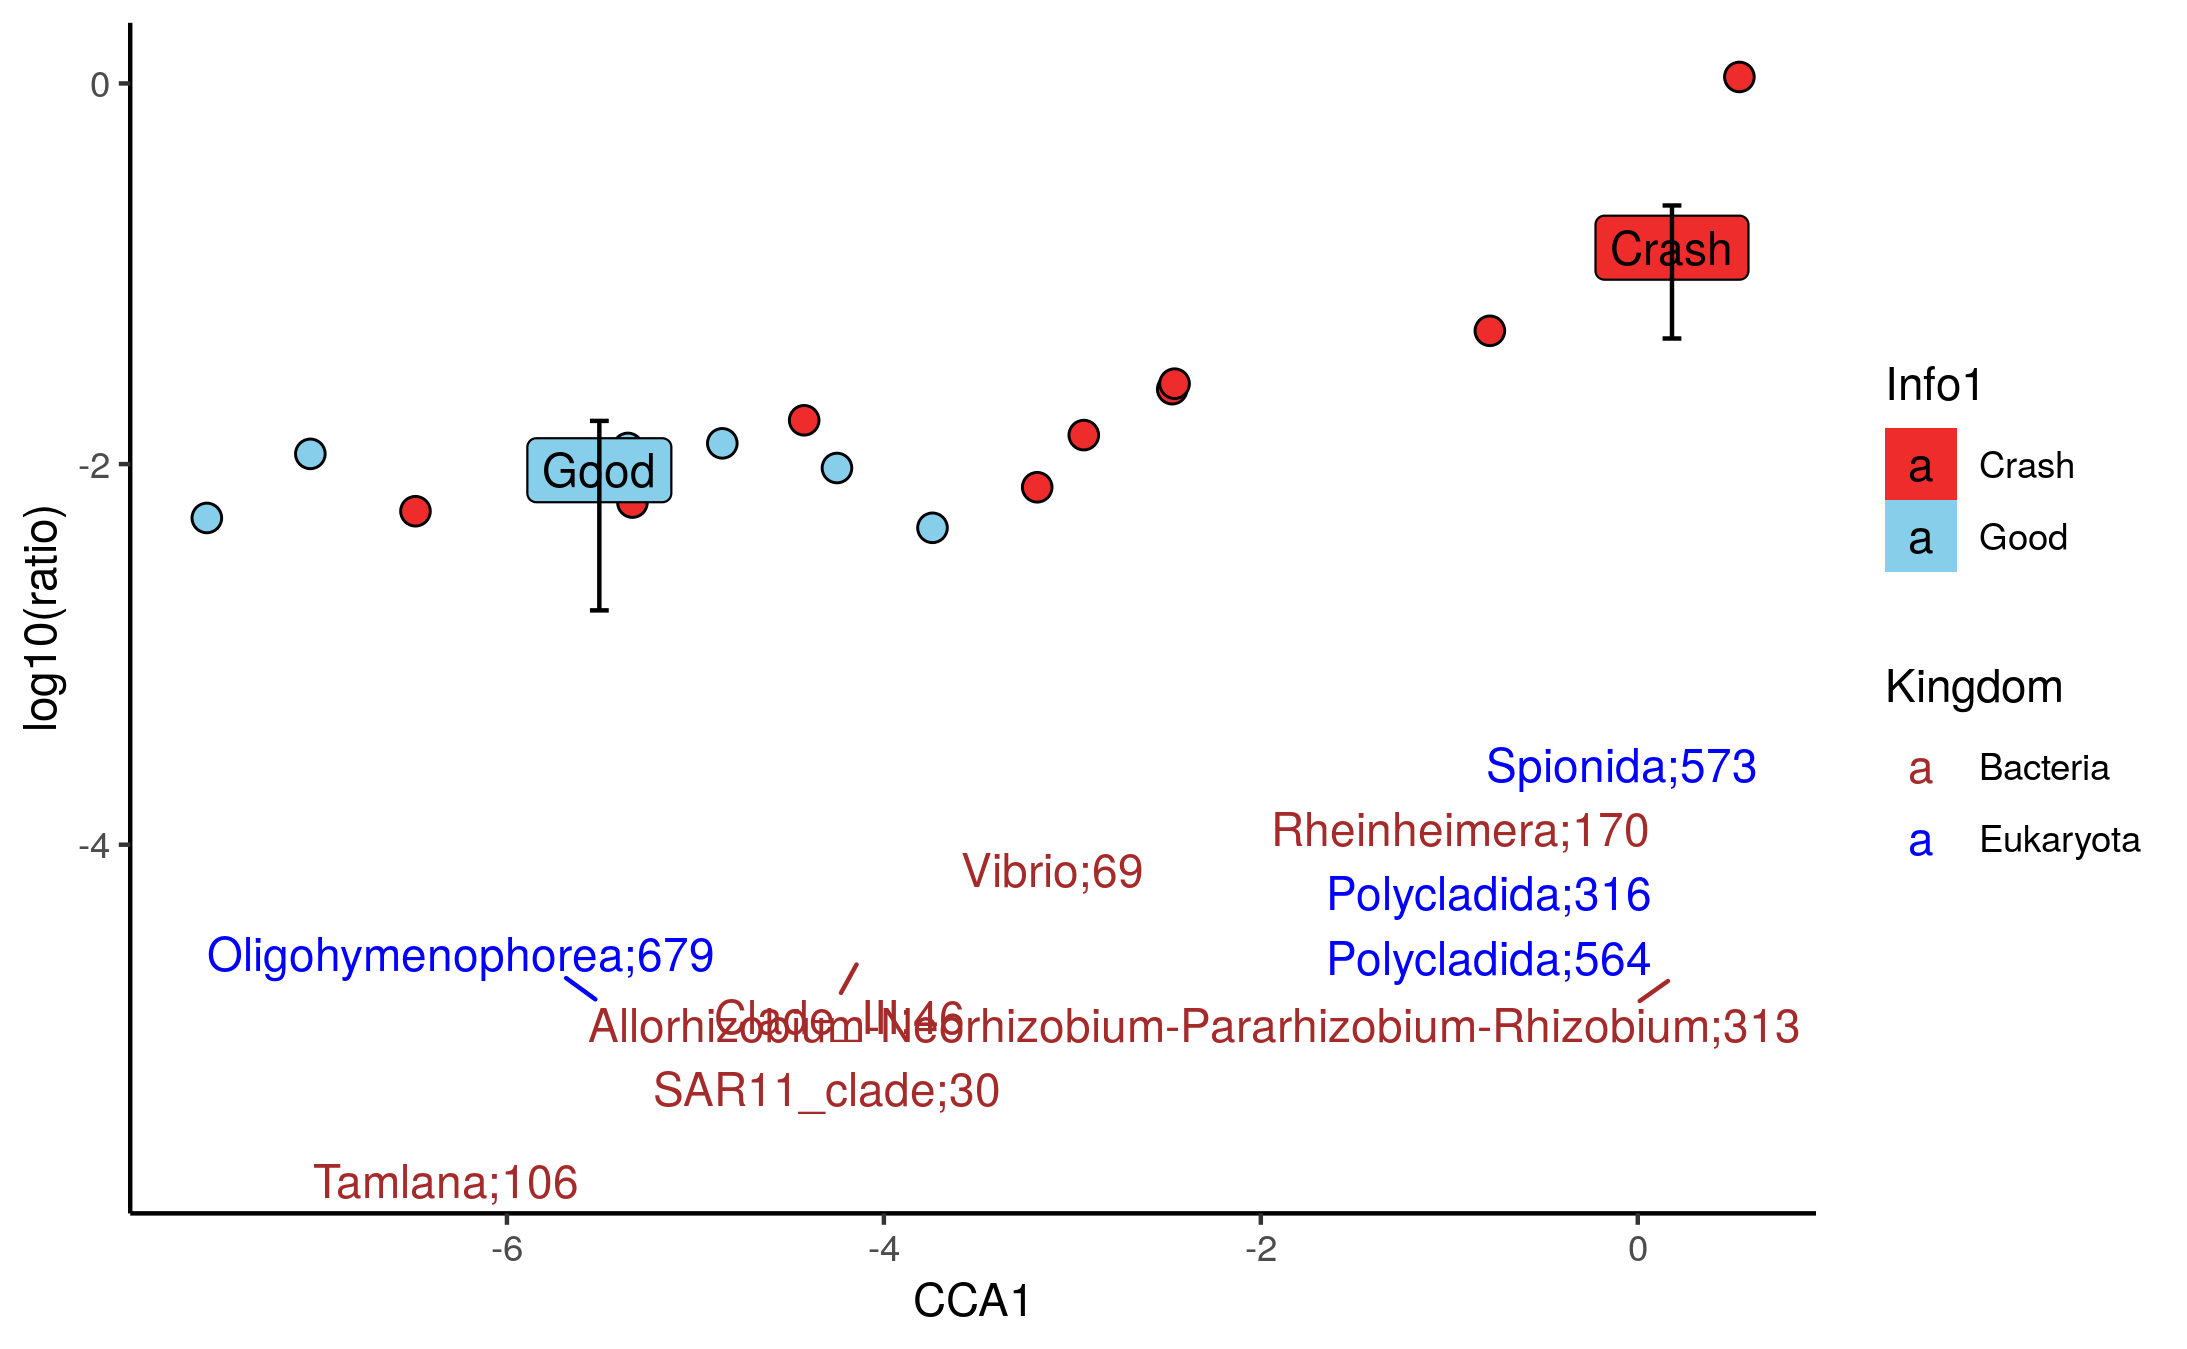 0
-2
-4
log10(ratio)
Crash
Good
Spionida;573
Rheinheimera;170
Vibrio;69
Polycladida;316
Oligohymenophorea;679
Polycladida;564
Clade_III;46
Allorhizobium-Neorhizobium-Pararhizobium-Rhizobium;313
SAR11_clade;30
Tamlana;106
-6
-4
-2
0
CCA1
Info1
a Crash
a Good
Kingdom
a Bacteria
a Eukaryota